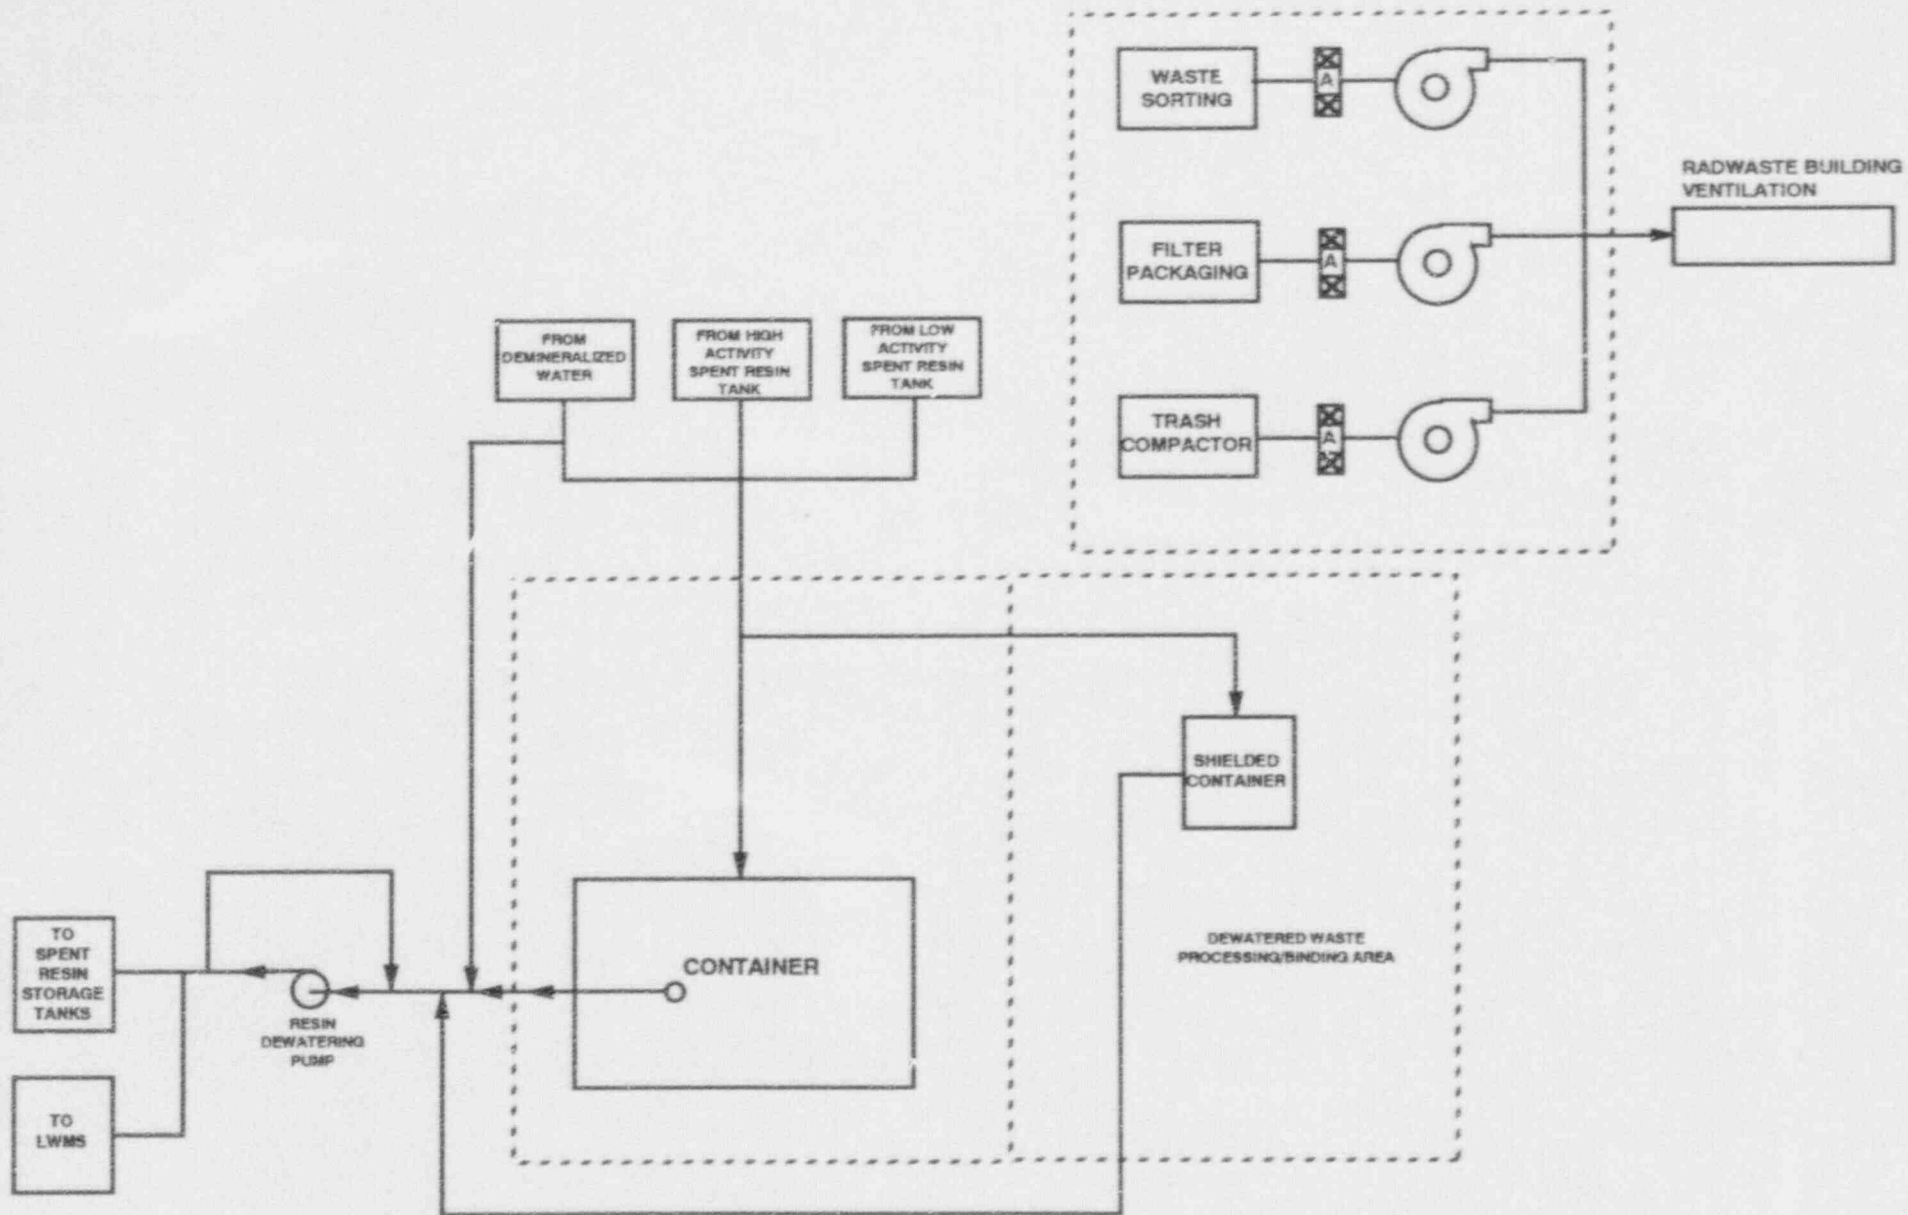 WASTE
SORTING
A
RADWASTE BUILDING
VENTILATION
FILTER
PACKAGING
A
FROM
DEMINERALIZED
WATER
FROM HIGH
ACTIVITY
SPENT RESIN
TANK
FROM LOW
ACTIVITY
SPENT RESIN
TANK
TRASH
COMPACTOR
A
SHIELDED
CONTAINER
TO
SPENT
RESIN
STORAGE
TANKS
CONTAINER
DEWATERED WASTE
PROCESSING/BINDING AREA
RESIN
DEWATERING
PUMP
TO
LWMS